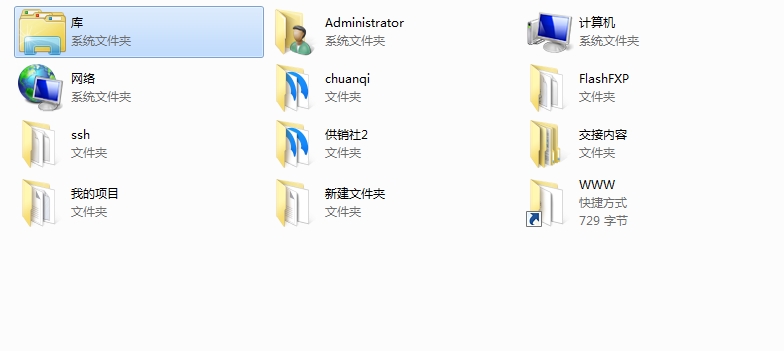 库
系统文件夹
Administrator
系统文件夹
计算机
系统文件夹
网络
系统文件夹
chuanqi
文件夹
FlashFXP
文件夹
ssh
文件夹
供销社2
文件夹
交接内容
文件夹
我的项目
文件夹
新建文件夹
文件夹
WWW
快捷方式
729 字节